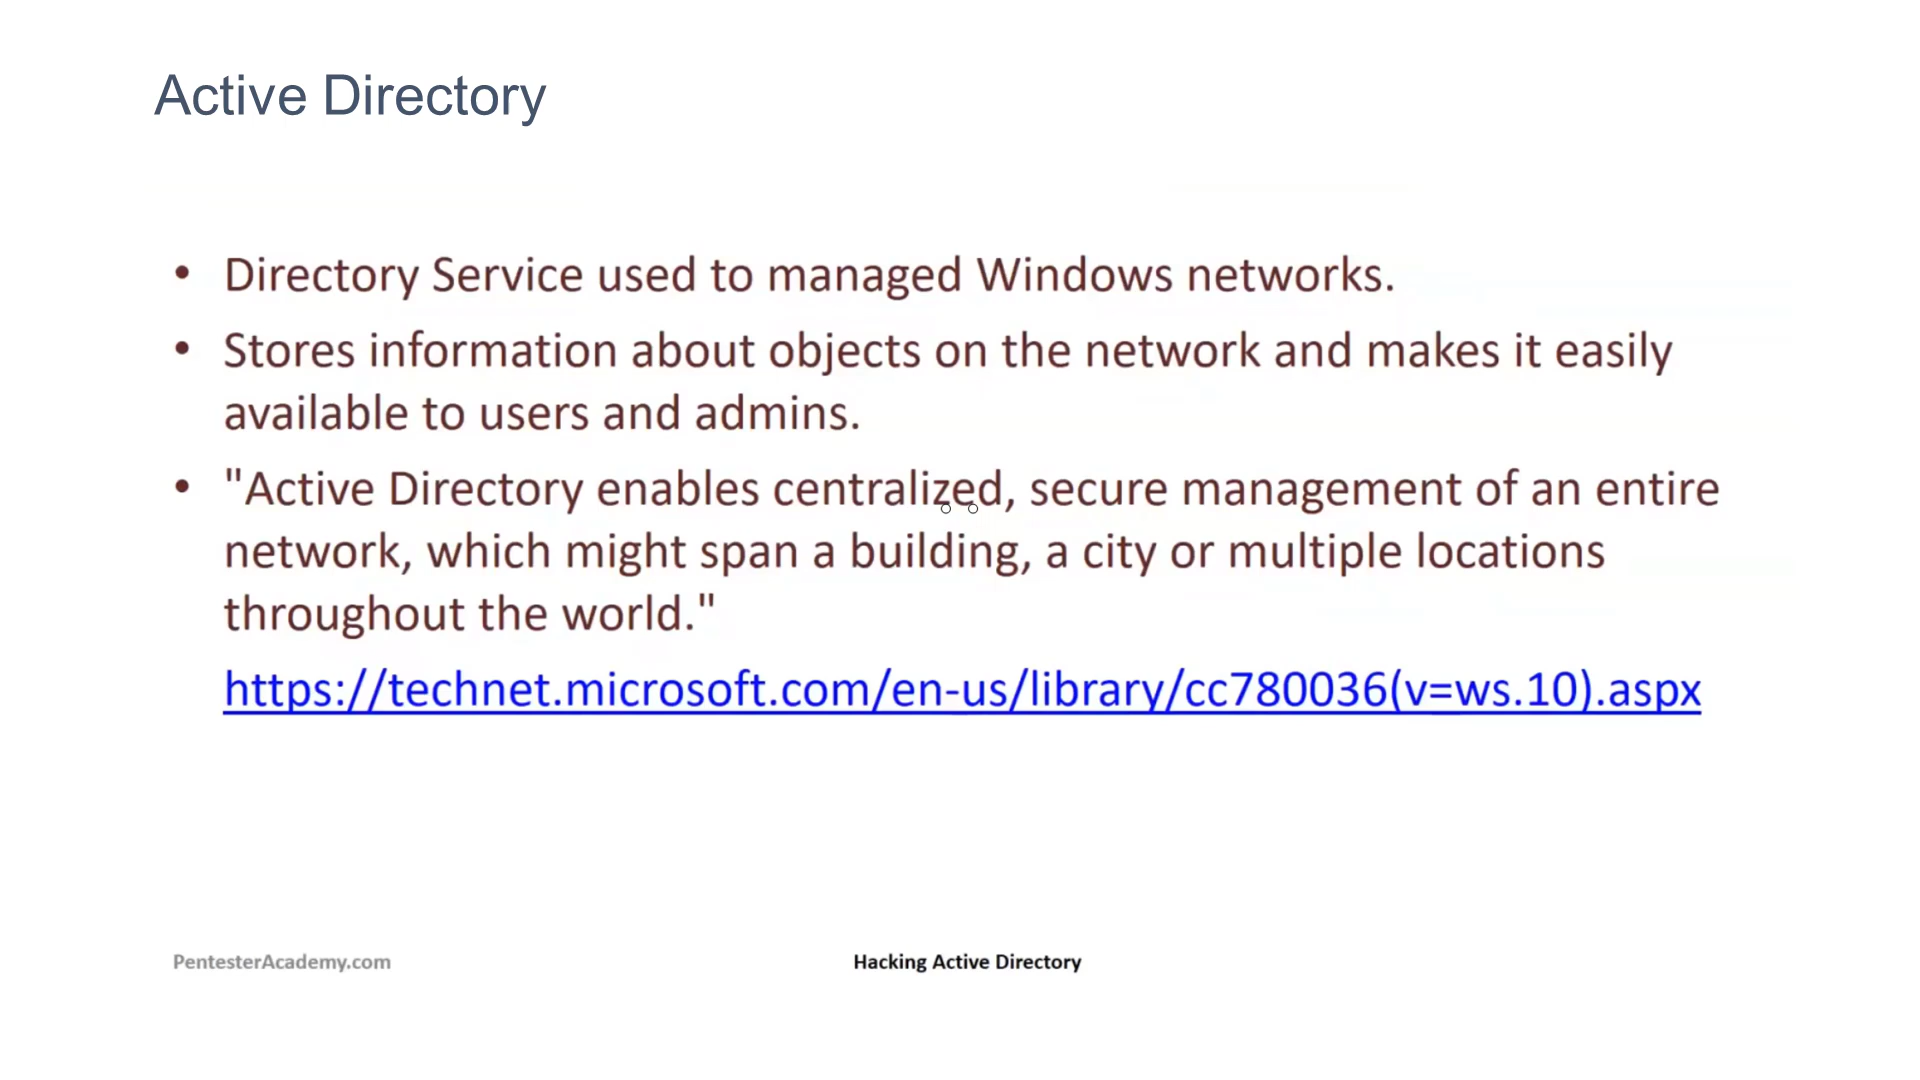 Active Directory
• Directory Service used to managed Windows networks.
• Stores information about objects on the network and makes it easily
available to users and admins.
• "Active Directory enables centralized, secure management of an entire
network, which might span a building, a city or multiple locations
throughout the world."
https://technet.microsoft.com/en-us/library/cc780036(v=ws.10).aspx
PentesterAcademy.com
Hacking Active Directory